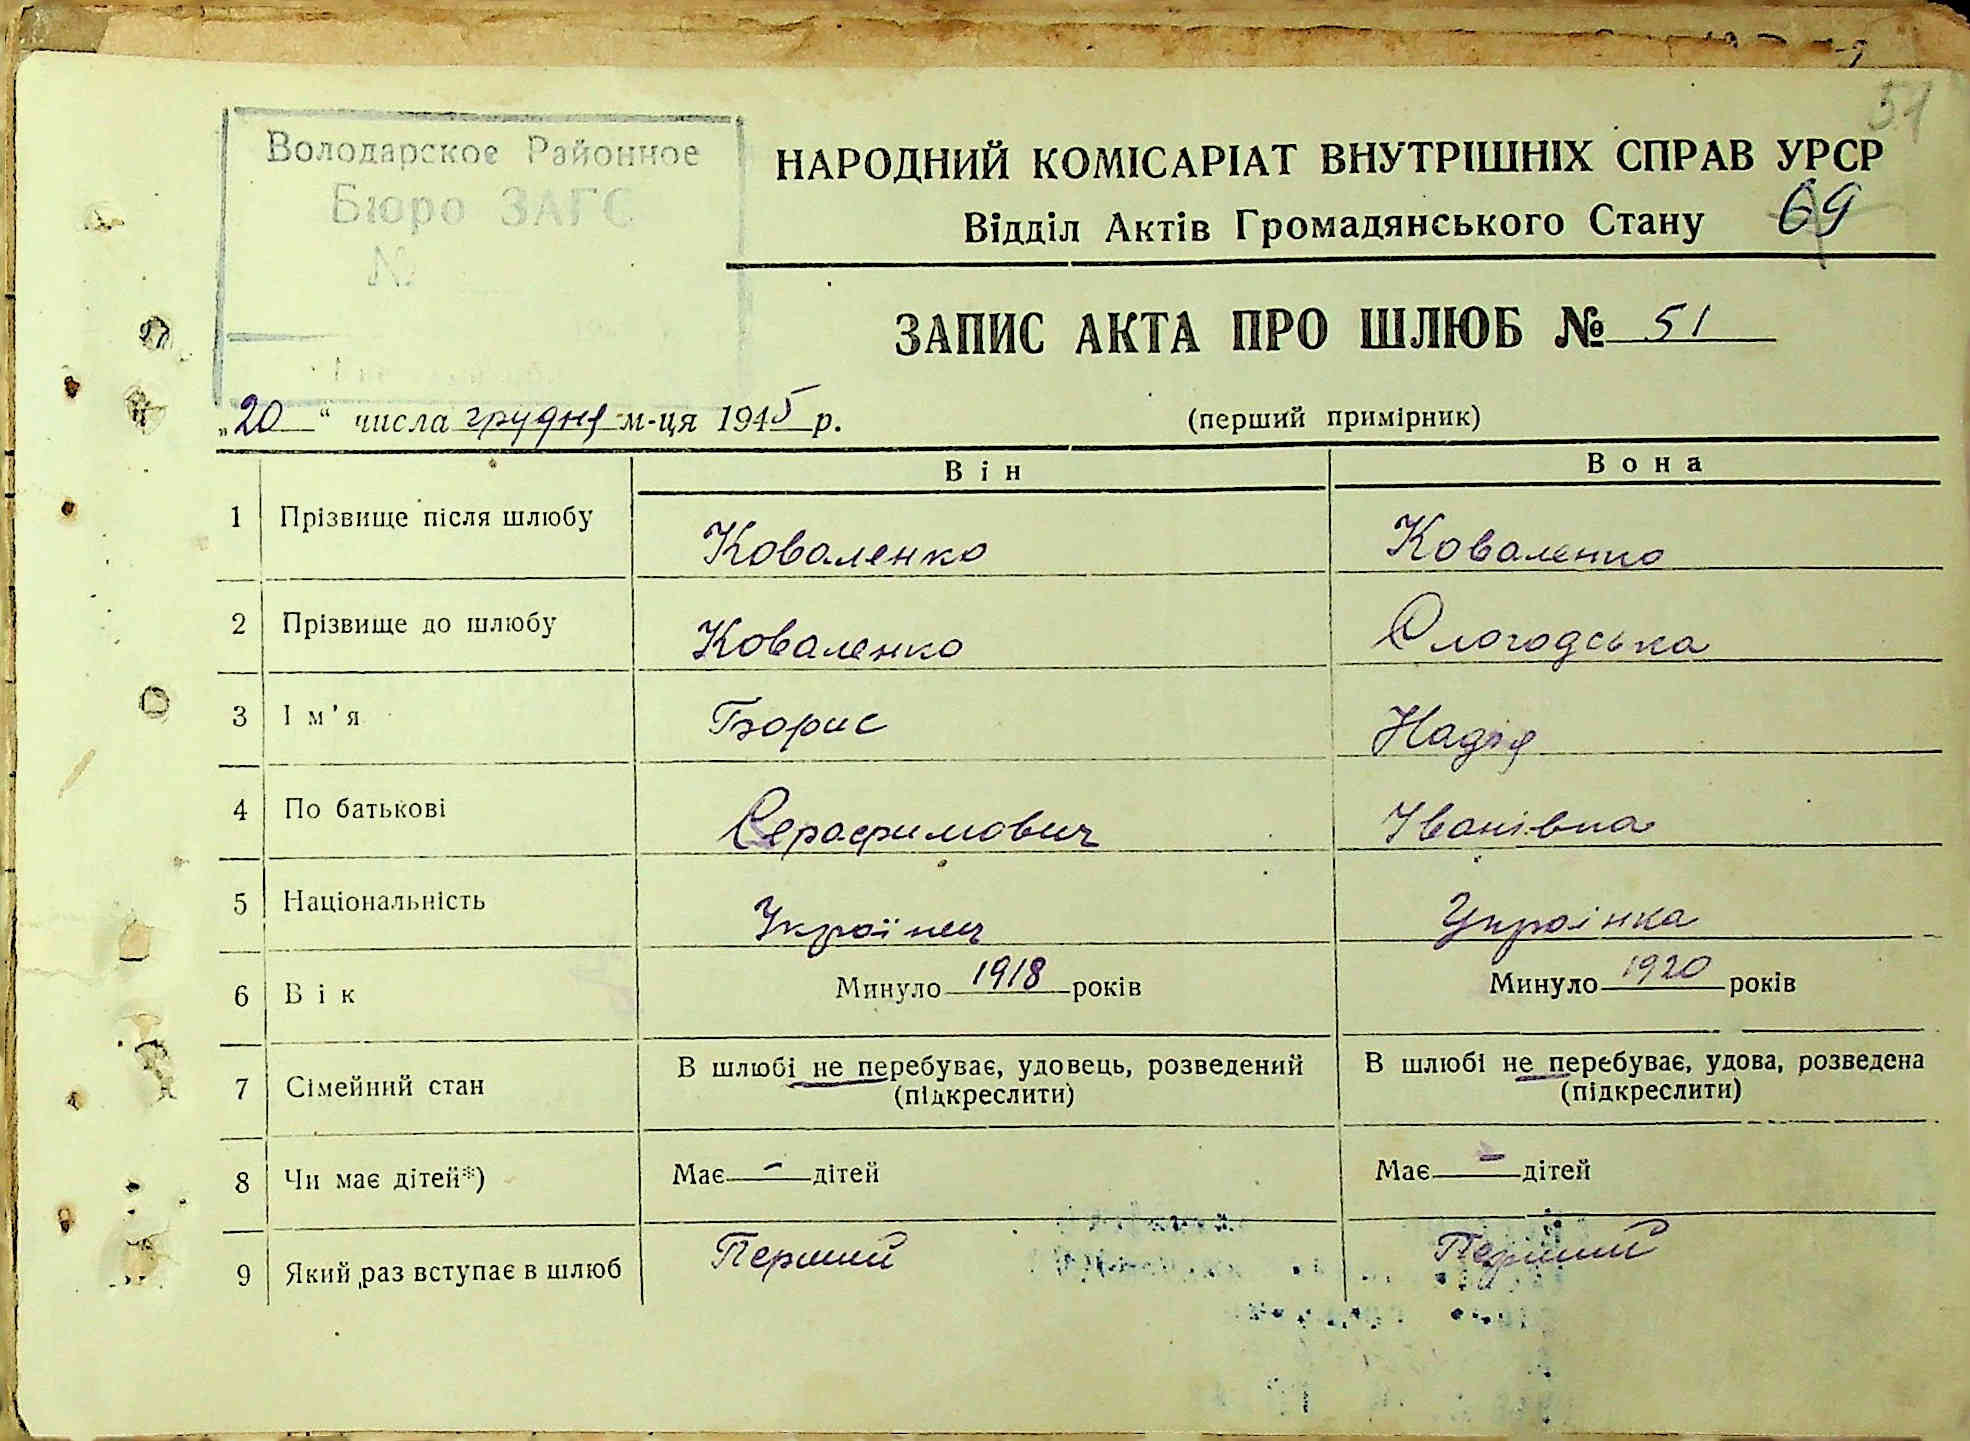 51
Володарское Районное
Бюро ЗАГС
№
НАРОДНИЙ КОМІСАРІАТ ВНУТРІШНІХ СПРАВ УРСР
Відділ Актів Громадянського Стану 69
ЗАПИС АКТА ПРО ШЛЮБ № 51
„20“ числа грудня м-ця 1945 р. (перший примірник)
Він Вона
1 Прізвище після шлюбу Коваленко Коваленко
2 Прізвище до шлюбу Коваленко
3 Ім'я Борис Надія
4 По батькові Серафимович Іванівна
5 Національність Українец Українка
6 Вік Минуло 1918 років Минуло 1920 років
7 Сімейний стан В шлюбі не перебуває, удовець, розведений (підкреслити) В шлюбі не перебуває, удова, розведена (підкреслити)
8 Чи має дітей*) Має - дітей Має - дітей
9 Який раз вступає в шлюб Перший Перший